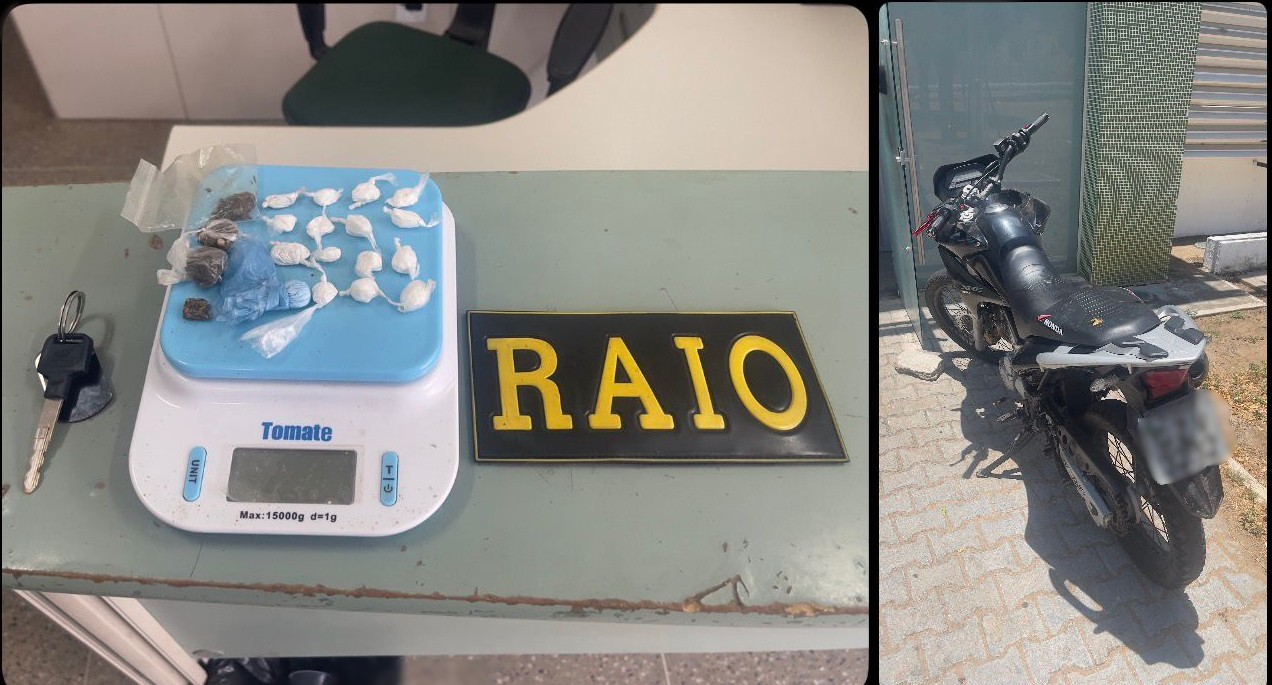 RAIO
Tomate
UNIT
T
Max:15000g d=1g
HONDA